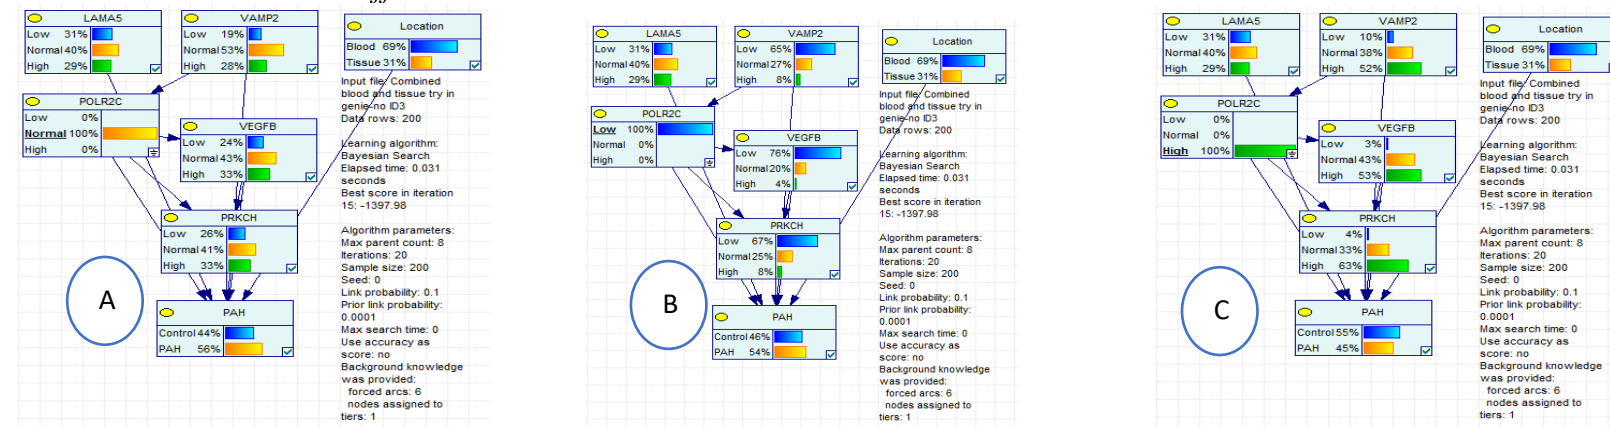 LAMA5
Low 31%
Normal 40%
High 29%
VAMP2
Low 19%
Normal 53%
High 28%
Location
Blood 69%
Tissue 31%
POLR2C
Low 0%
Normal 100%
High 0%
VEGFB
Low 24%
Normal 43%
High 33%
PRKCH
Low 26%
Normal 41%
High 33%
PAH
Control 44%
PAH 56%
A
Input file: Combined
blood and tissue try in
genie-no ID3
Data rows: 200
Learning algorithm:
Bayesian Search
Elapsed time: 0.031
seconds
Best score in iteration
15: -1397.98
Algorithm parameters:
Max parent count: 8
Iterations: 20
Sample size: 200
Seed: 0
Link probability: 0.1
Prior link probability:
0.0001
Max search time: 0
Use accuracy as
score: no
Background knowledge
was provided:
forced arcs: 6
nodes assigned to
tiers: 1
LAMA5
Low 31%
Normal 40%
High 29%
VAMP2
Low 65%
Normal 27%
High 8%
Location
Blood 69%
Tissue 31%
POLR2C
Low 100%
Normal 0%
High 0%
VEGFB
Low 76%
Normal 20%
High 4%
PRKCH
Low 67%
Normal 25%
High 8%
PAH
Control 46%
PAH 54%
B
Input file: Combined
blood and tissue try in
genie-no ID3
Data rows: 200
Learning algorithm:
Bayesian Search
Elapsed time: 0.031
seconds
Best score in iteration
15: -1397.98
Algorithm parameters:
Max parent count: 8
Iterations: 20
Sample size: 200
Seed: 0
Link probability: 0.1
Prior link probability:
0.0001
Max search time: 0
Use accuracy as
score: no
Background knowledge
was provided:
forced arcs: 6
nodes assigned to
tiers: 1
LAMA5
Low 31%
Normal 40%
High 29%
VAMP2
Low 10%
Normal 38%
High 52%
Location
Blood 69%
Tissue 31%
POLR2C
Low 0%
Normal 0%
High 100%
VEGFB
Low 3%
Normal 43%
High 53%
PRKCH
Low 4%
Normal 33%
High 63%
PAH
Control 55%
PAH 45%
C
Input file: Combined
blood and tissue try in
genie-no ID3
Data rows: 200
Learning algorithm:
Bayesian Search
Elapsed time: 0.031
seconds
Best score in iteration
15: -1397.98
Algorithm parameters:
Max parent count: 8
Iterations: 20
Sample size: 200
Seed: 0
Link probability: 0.1
Prior link probability:
0.0001
Max search time: 0
Use accuracy as
score: no
Background knowledge
was provided:
forced arcs: 6
nodes assigned to
tiers: 1